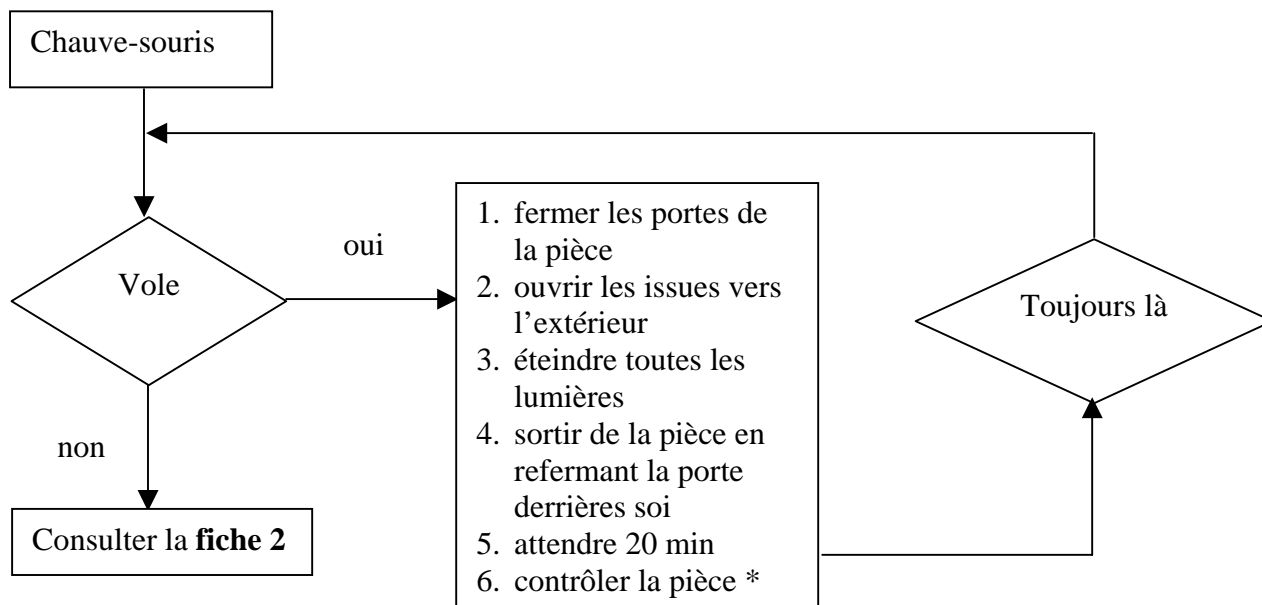 Chauve-souris
Vole
oui
non
Consulter la fiche 2
1. fermer les portes de
la pièce
2. ouvrir les issues vers
l’extérieur
3. éteindre toutes les
lumières
4. sortir de la pièce en
refermant la porte
derrières soi
5. attendre 20 min
6. contrôler la pièce *
Toujours là